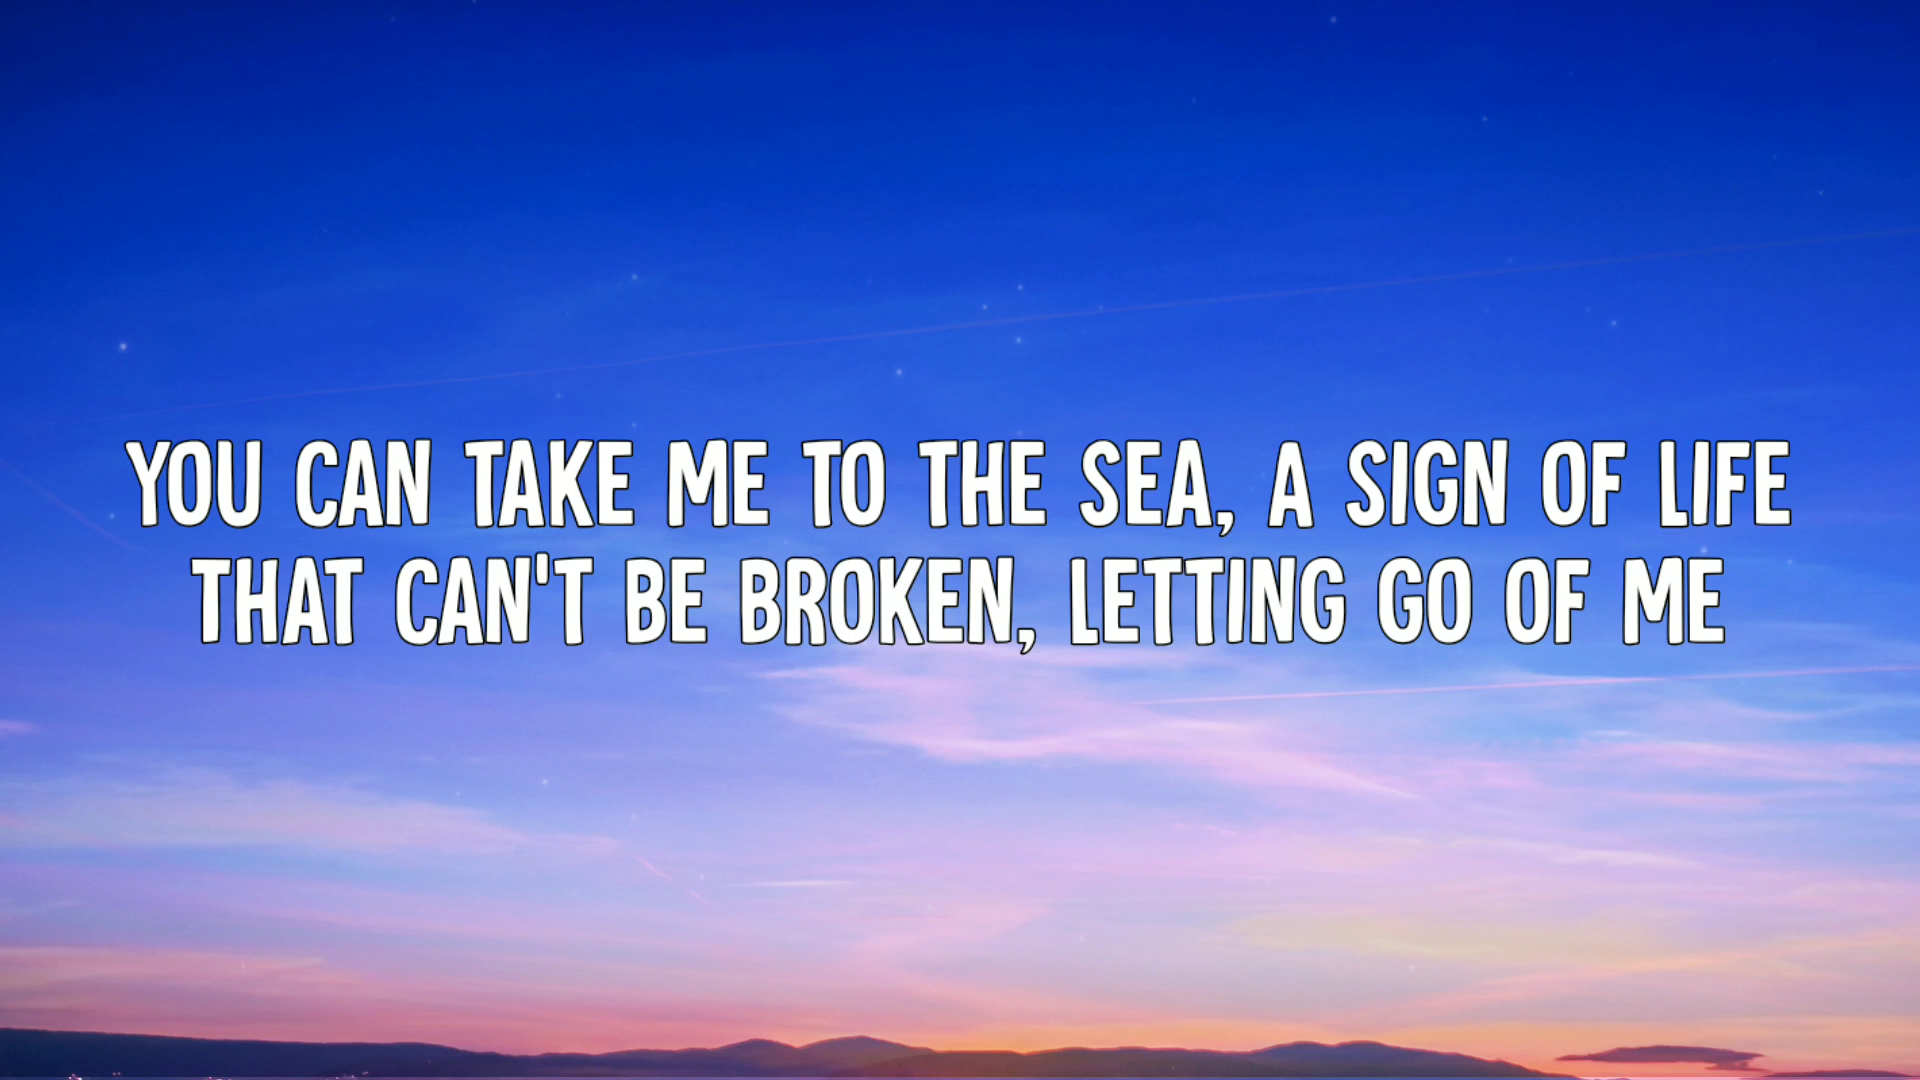 YOU CAN TAKE ME TO THE SEA, A SIGN OF LIFE
THAT CAN'T BE BROKEN, LETTING GO OF ME